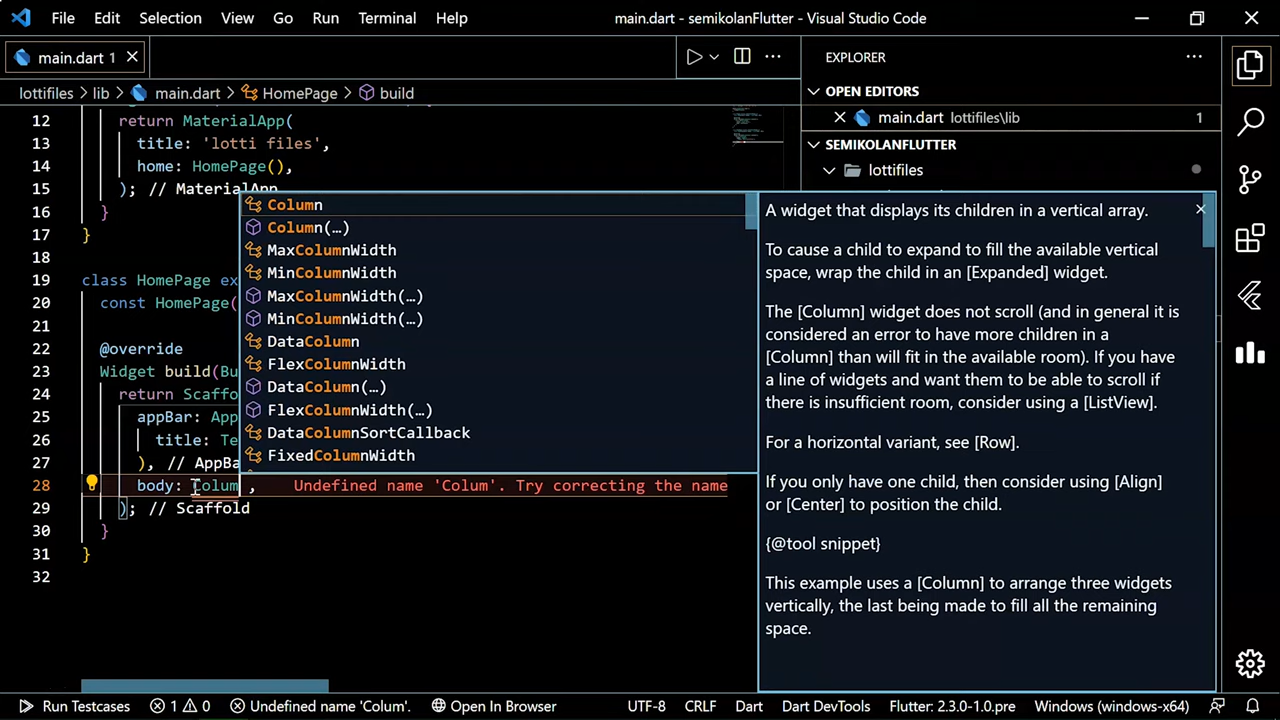 File Edit Selection View Go Run Terminal Help main.dart - semikolanFlutter - Visual Studio Code
main.dart 1
lottifiles > lib > main.dart > HomePage > build
12 return MaterialApp(
13 title: 'lotti files',
14 home: HomePage(),
15 ); // MaterialApp
16 }
17 }
18
19 class HomePage ex
20 const HomePage(
21
22 @override
23 Widget build(Bu
24 return Scaffo
25 appBar: App
26 title: Te
27 ), // AppBa
28 body: Colum , Undefined name 'Colum'. Try correcting the name
29 ); // Scaffold
30 }
31 }
32
Column
Column(…)
MaxColumnWidth
MinColumnWidth
MaxColumnWidth(…)
MinColumnWidth(…)
DataColumn
FlexColumnWidth
DataColumn(…)
FlexColumnWidth(…)
DataColumnSortCallback
FixedColumnWidth
A widget that displays its children in a vertical array.
To cause a child to expand to fill the available vertical
space, wrap the child in an [Expanded] widget.
The [Column] widget does not scroll (and in general it is
considered an error to have more children in a
[Column] than will fit in the available room). If you have
a line of widgets and want them to be able to scroll if
there is insufficient room, consider using a [ListView].
For a horizontal variant, see [Row].
If you only have one child, then consider using [Align]
or [Center] to position the child.
{@tool snippet}
This example uses a [Column] to arrange three widgets
vertically, the last being made to fill all the remaining
space.
EXPLORER
OPEN EDITORS
main.dart lottifiles\lib 1
SEMIKOLANFLUTTER
lottifiles
Run Testcases 1 0 Undefined name 'Colum'. Open In Browser UTF-8 CRLF Dart Dart DevTools Flutter: 2.3.0-1.0.pre Windows (windows-x64)